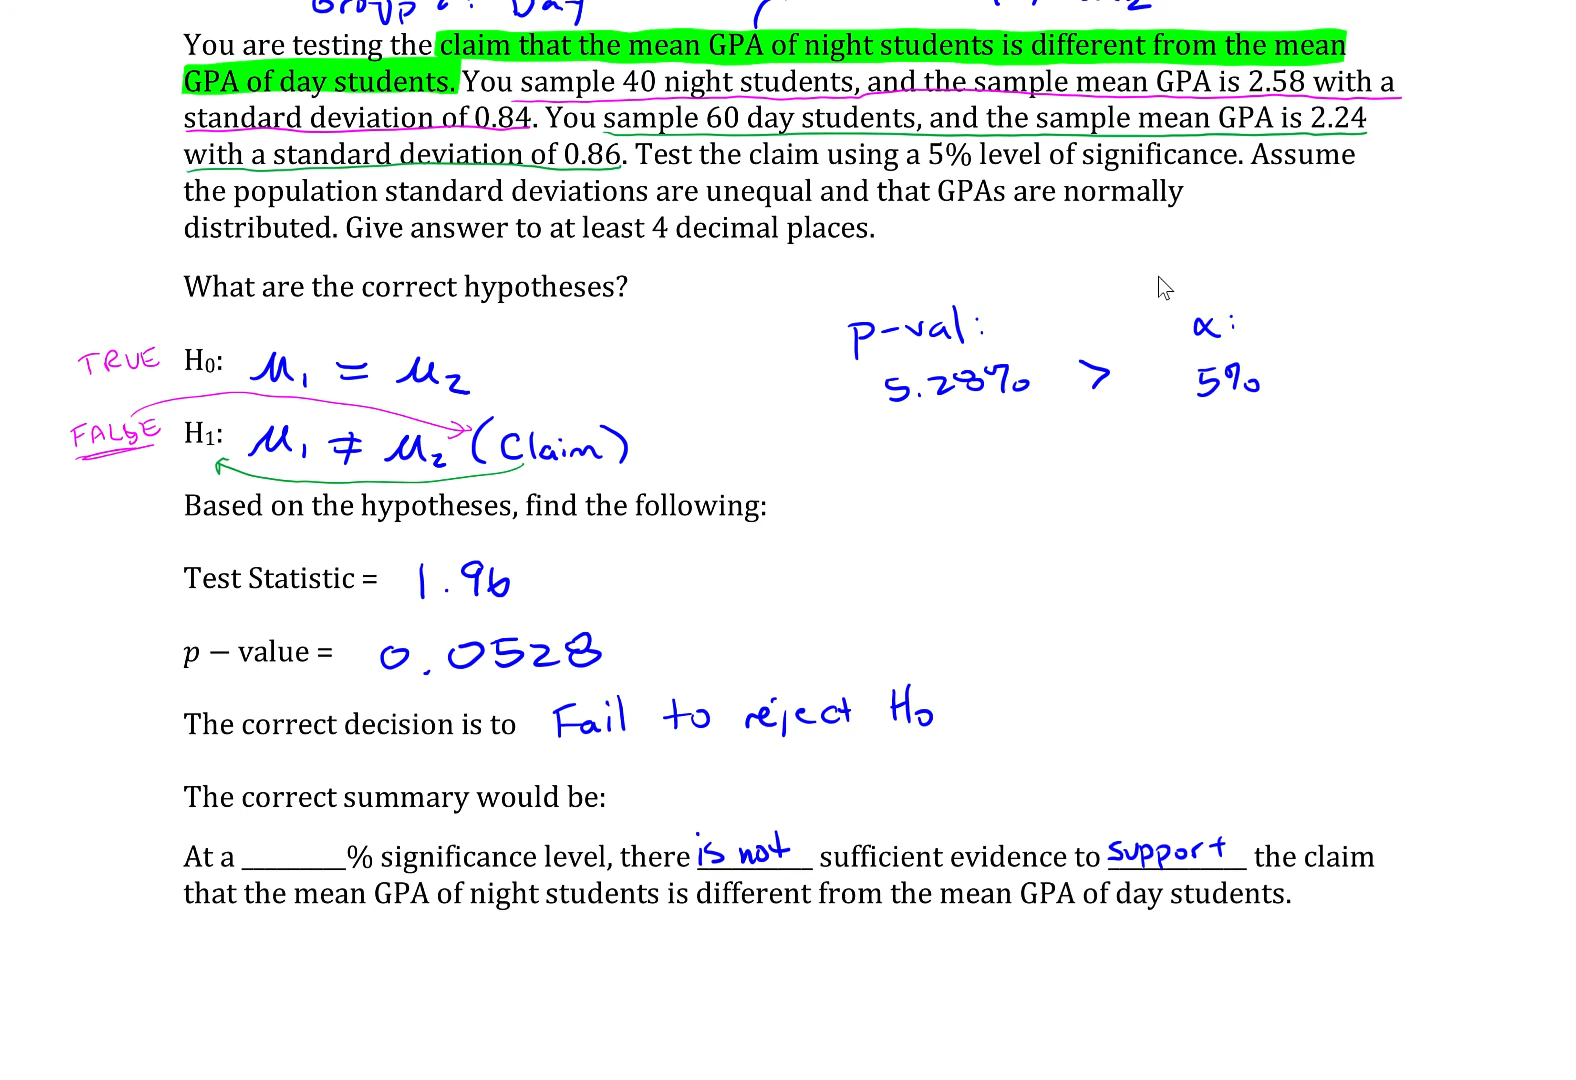 Group 2: Day
You are testing the claim that the mean GPA of night students is different from the mean
GPA of day students. You sample 40 night students, and the sample mean GPA is 2.58 with a
standard deviation of 0.84. You sample 60 day students, and the sample mean GPA is 2.24
with a standard deviation of 0.86. Test the claim using a 5% level of significance. Assume
the population standard deviations are unequal and that GPAs are normally
distributed. Give answer to at least 4 decimal places.
What are the correct hypotheses?
p-val: α:
5.28% > 5%
TRUE H₀: μ₁ = μ₂
FALSE H₁: μ₁ ≠ μ₂ (Claim)
Based on the hypotheses, find the following:
Test Statistic = 1.96
p − value = 0.0528
The correct decision is to Fail to reject H₀
The correct summary would be:
At a ________% significance level, there is not sufficient evidence to support the claim
that the mean GPA of night students is different from the mean GPA of day students.